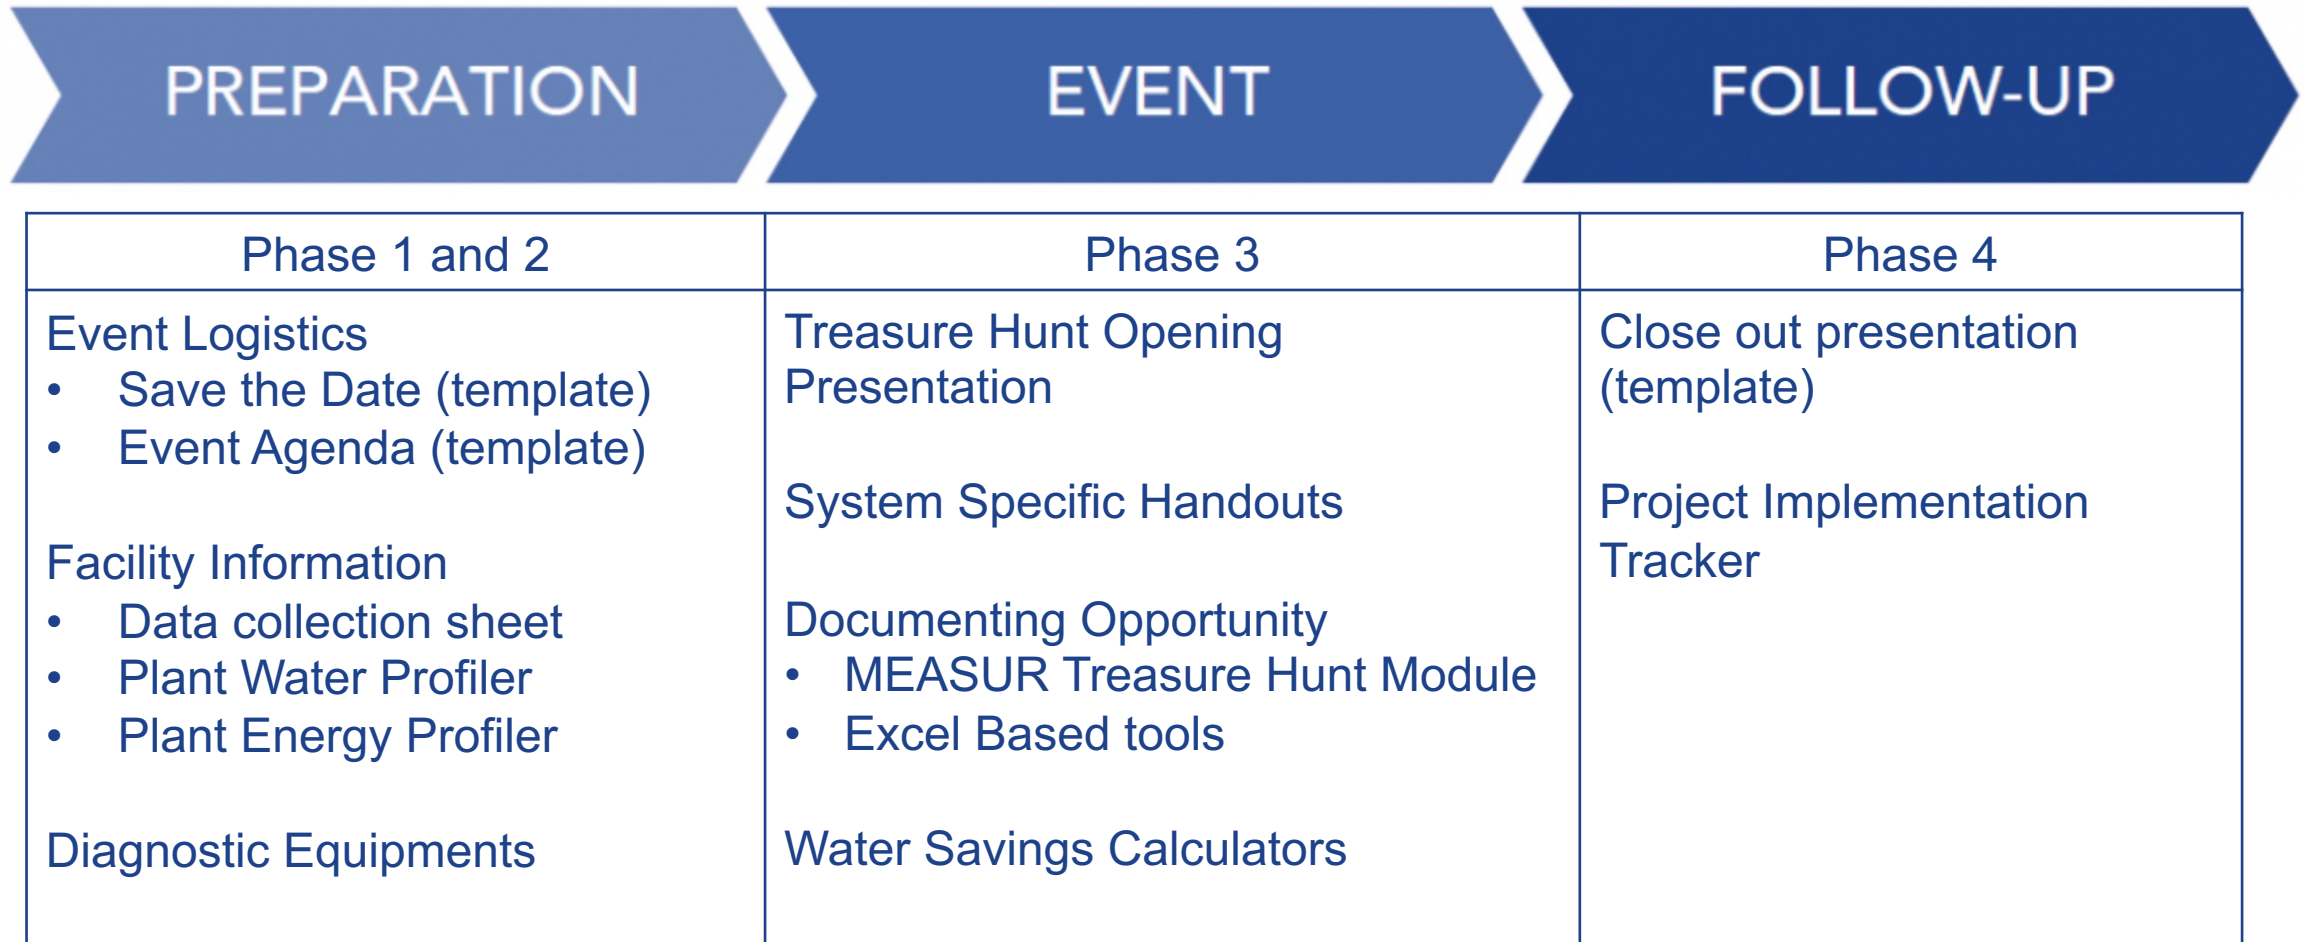 PREPARATION
EVENT
FOLLOW-UP
Phase 1 and 2
Phase 3
Phase 4
Event Logistics
• Save the Date (template)
• Event Agenda (template)
Facility Information
• Data collection sheet
• Plant Water Profiler
• Plant Energy Profiler
Diagnostic Equipments
Treasure Hunt Opening
Presentation
System Specific Handouts
Documenting Opportunity
• MEASUR Treasure Hunt Module
• Excel Based tools
Water Savings Calculators
Close out presentation
(template)
Project Implementation
Tracker